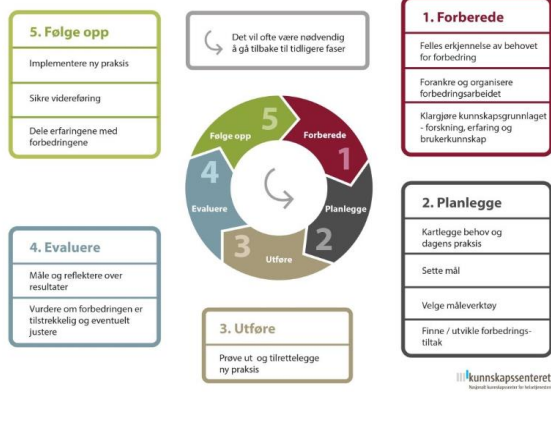 5. Følge opp
Implementere ny praksis
Sikre videreføring
Dele erfaringene med
forbedringene
Det vil ofte være nødvendig
å gå tilbake til tidligere faser
1. Forberede
Felles erkjennelse av behovet
for forbedring
Forankre og organisere
forbedringsarbeidet
Klargjøre kunnskapsgrunnlaget
- forskning, erfaring og
brukerkunnskap
5
Følge opp
Forberede
1
4
Evaluere
Planlegge
2
3
Utføre
2. Planlegge
Kartlegge behov og
dagens praksis
Sette mål
Velge måleverktøy
Finne / utvikle forbedrings-
tiltak
4. Evaluere
Måle og reflektere over
resultater
Vurdere om forbedringen er
tilstrekkelig og eventuelt
justere
3. Utføre
Prøve ut og tilrettelegge
ny praksis
kunnskapssenteret
Nasjonalt kunnskapssenter for helsetjenesten